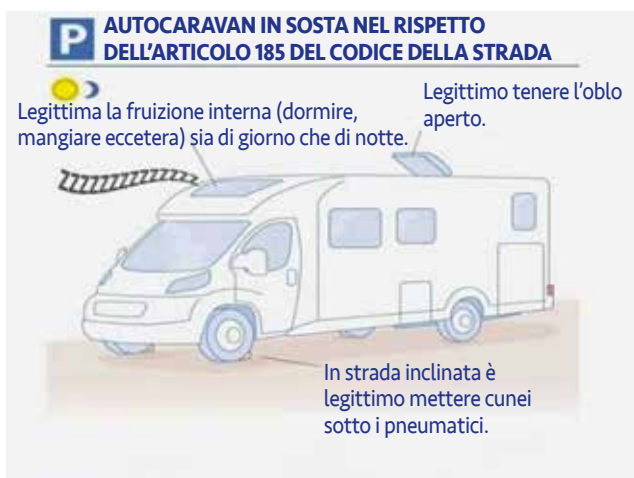 P
AUTOCARAVAN IN SOSTA NEL RISPETTO
DELL'ARTICOLO 185 DEL CODICE DELLA STRADA
Legittima la fruizione interna (dormire,
mangiare eccetera) sia di giorno che di notte.
Legittimo tenere l'oblo
aperto.
zzzzzzzzzzzz
In strada inclinata è
legittimo mettere cunei
sotto i pneumatici.